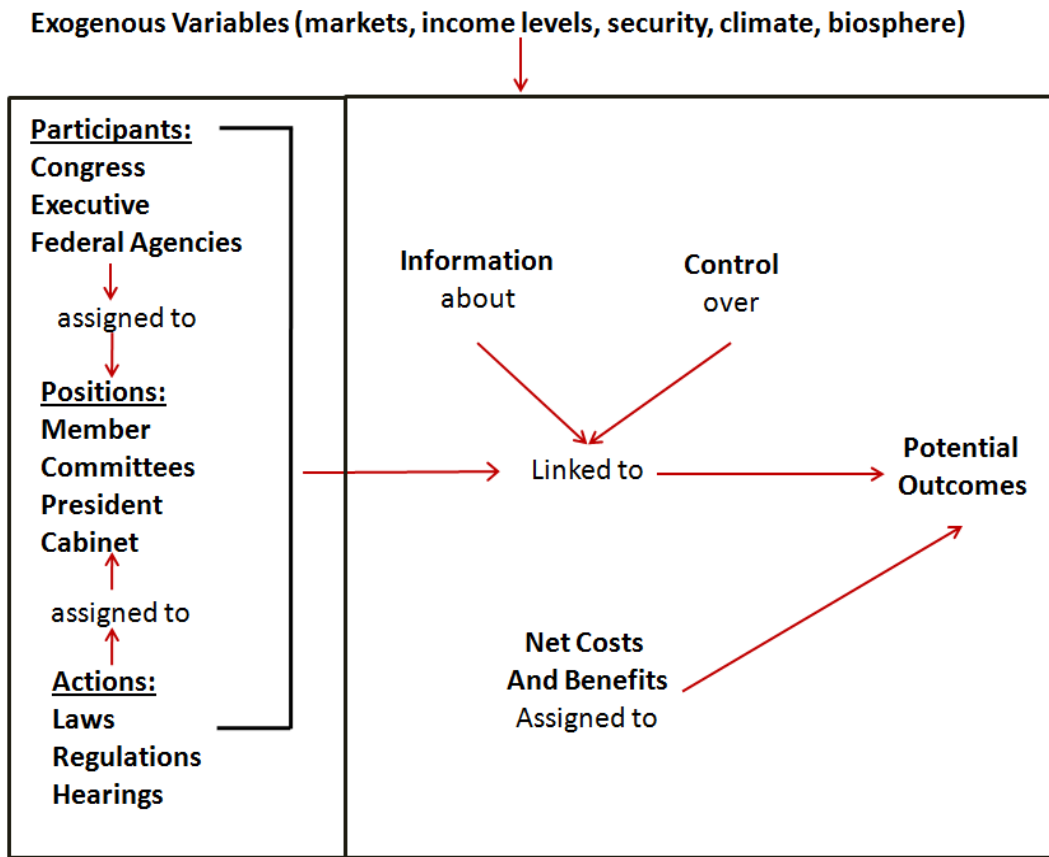 Exogenous Variables (markets, income levels, security, climate, biosphere)
Participants:
Congress
Executive
Federal Agencies
assigned to
Positions:
Member
Committees
President
Cabinet
assigned to
Actions:
Laws
Regulations
Hearings
Information
about
Control
over
Linked to
Potential
Outcomes
Net Costs
And Benefits
Assigned to